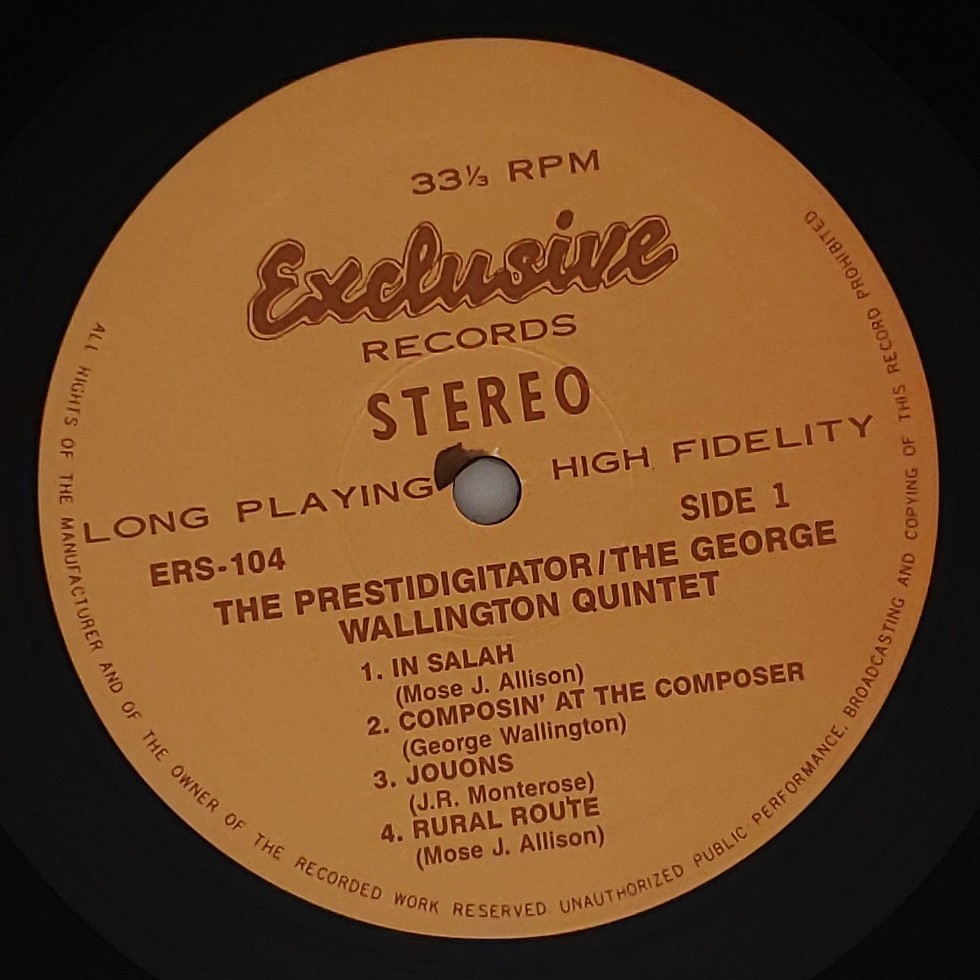 33⅓ RPM
Exclusive
RECORDS
STEREO
LONG PLAYING HIGH FIDELITY
ERS-104 SIDE 1
THE PRESTIDIGITATOR/THE GEORGE
WALLINGTON QUINTET
1. IN SALAH
(Mose J. Allison)
2. COMPOSIN' AT THE COMPOSER
(George Wallington)
3. JOUONS
(J.R. Monterose)
4. RURAL ROUTE
(Mose J. Allison)
ALL RIGHTS OF THE MANUFACTURER AND OF THE OWNER OF THE RECORDED WORK RESERVED. UNAUTHORIZED PUBLIC PERFORMANCE, BROADCASTING AND COPYING OF THIS RECORD PROHIBITED